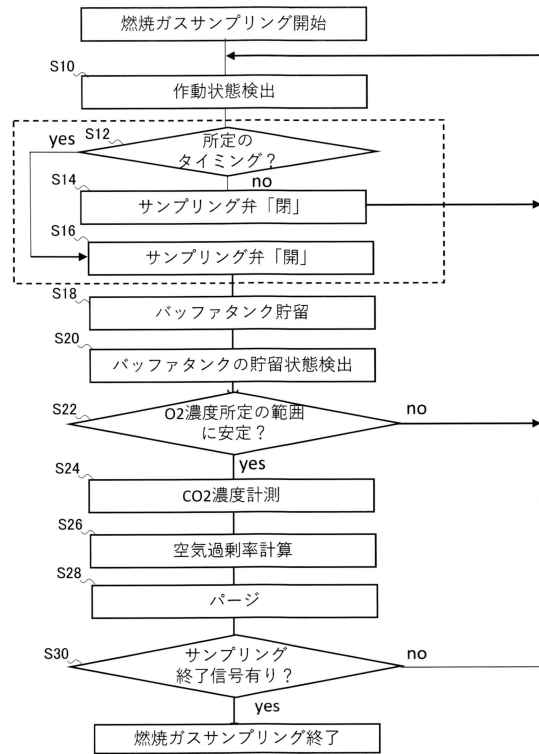 燃焼ガスサンプリング開始
S10
作動状態検出
S12
yes
所定の
タイミング？
no
S14
サンプリング弁「閉」
S16
サンプリング弁「開」
S18
バッファタンク貯留
S20
バッファタンクの貯留状態検出
S22
O2濃度所定の範囲
に安定？
no
yes
S24
CO2濃度計測
S26
空気過剰率計算
S28
パージ
S30
サンプリング
終了信号有り？
no
yes
燃焼ガスサンプリング終了